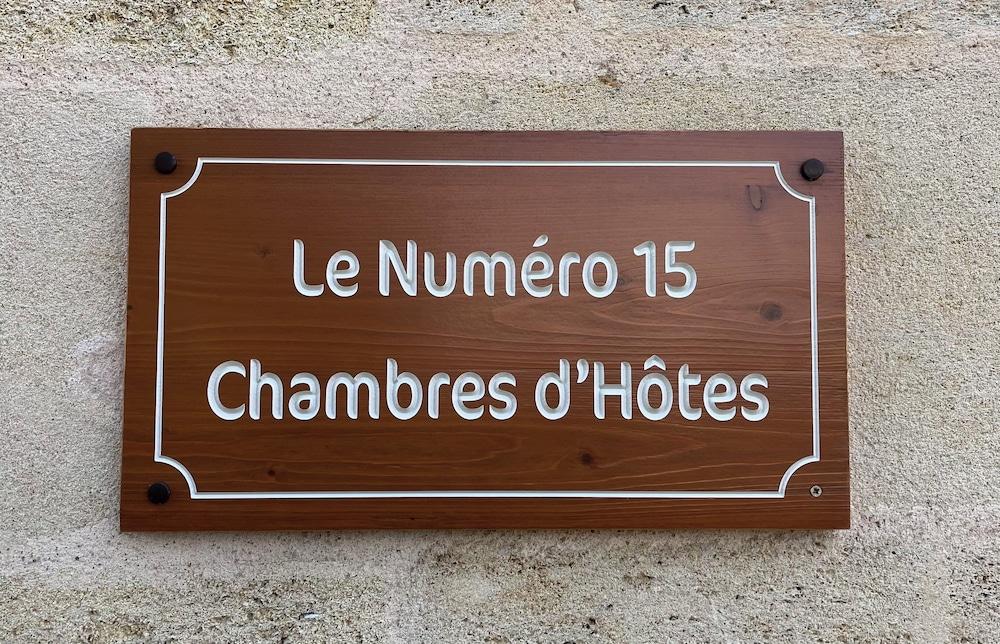 Le Numéro 15
Chambres d’Hôtes